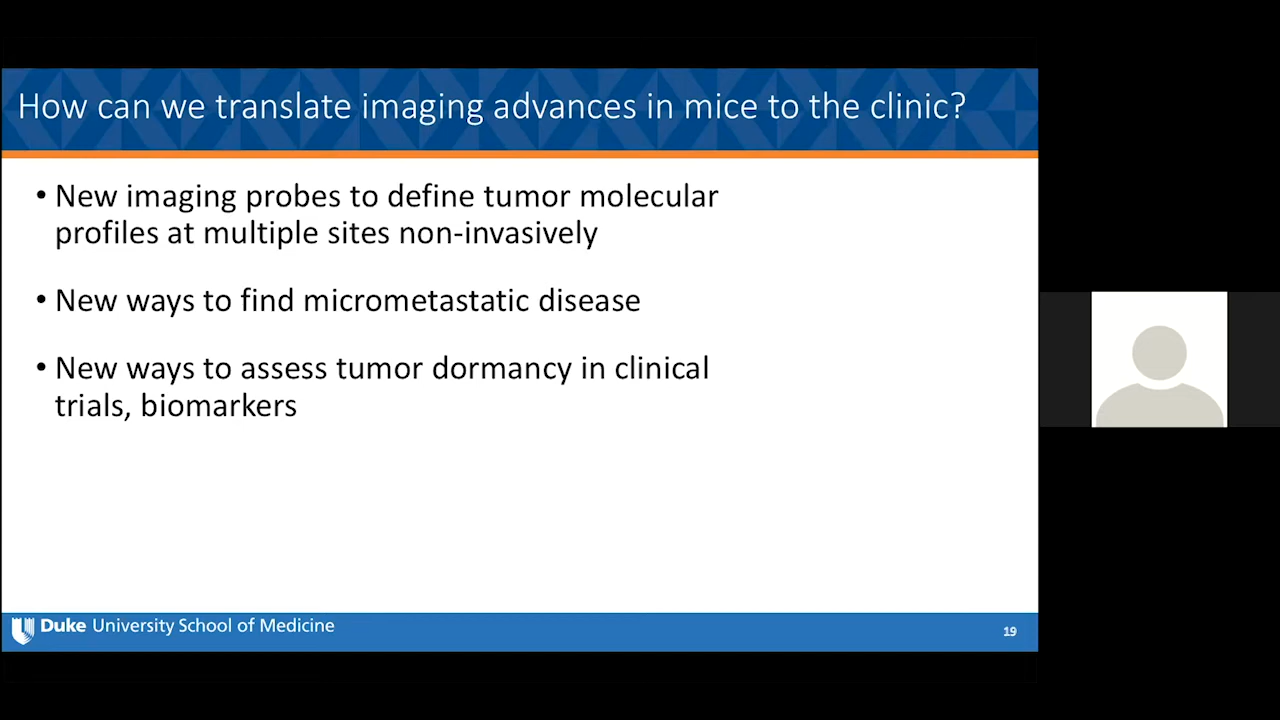 How can we translate imaging advances in mice to the clinic?
• New imaging probes to define tumor molecular
profiles at multiple sites non-invasively
• New ways to find micrometastatic disease
• New ways to assess tumor dormancy in clinical
trials, biomarkers
Duke University School of Medicine
19